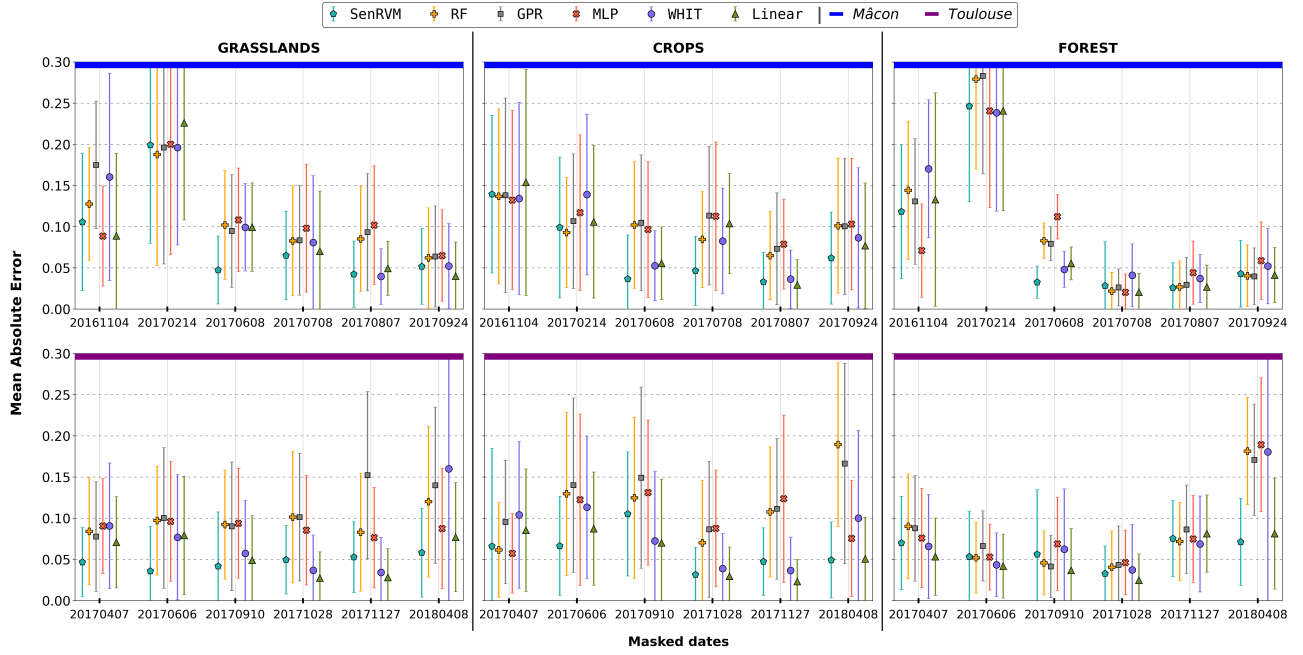 SenRVM RF GPR MLP WHIT Linear Mâcon Toulouse
GRASSLANDS CROPS FOREST
0.30
0.25
0.20
0.15
0.10
0.05
0.00
20161104 20170214 20170608 20170708 20170807 20170924 20161104 20170214 20170608 20170708 20170807 20170924 20161104 20170214 20170608 20170708 20170807 20170924
Mean Absolute Error
0.30
0.25
0.20
0.15
0.10
0.05
0.00
20170407 20170606 20170910 20171028 20171127 20180408 20170407 20170606 20170910 20171028 20171127 20180408 20170407 20170606 20170910 20171028 20171127 20180408
Masked dates